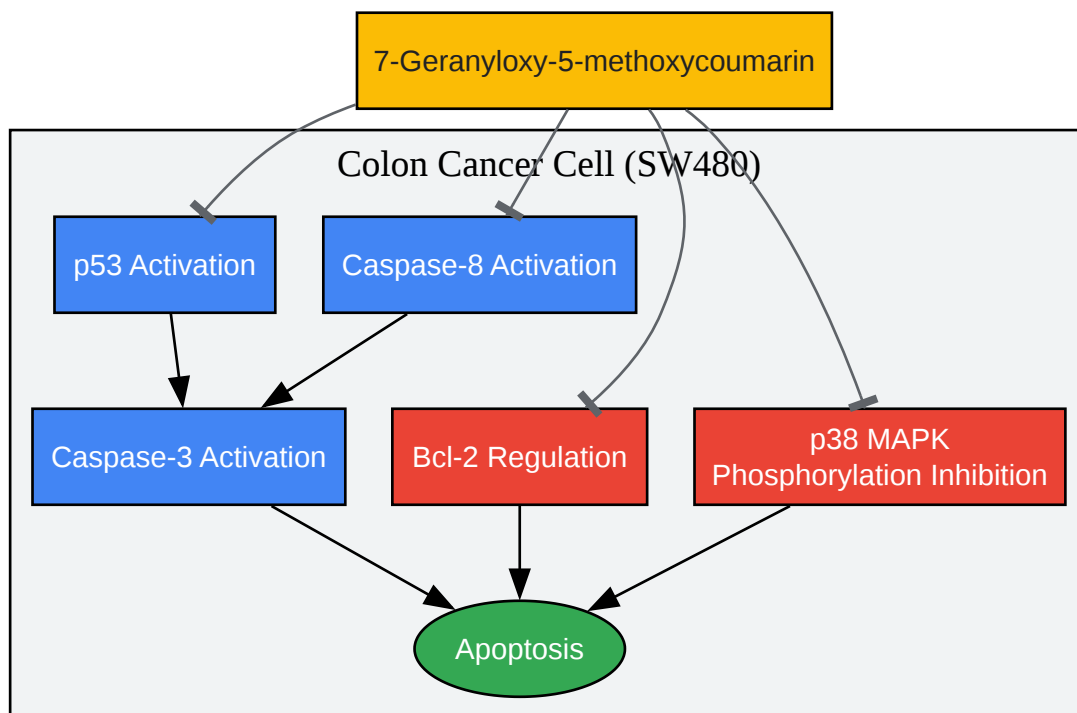 7-Geranyloxy-5-methoxycoumarin
Colon Cancer Cell (SW480)
p53 Activation
Caspase-8 Activation
Caspase-3 Activation
Bcl-2 Regulation
p38 MAPK
Phosphorylation Inhibition
Apoptosis